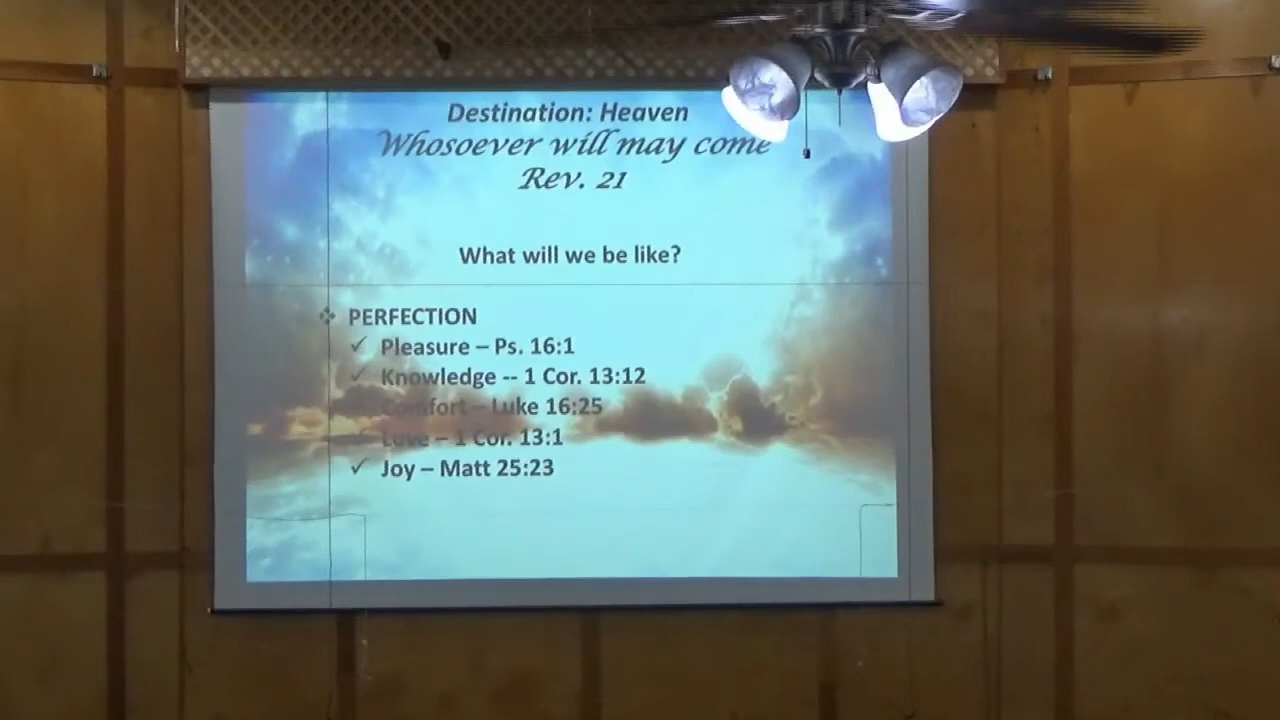 Destination: Heaven
Whosoever will may come
Rev. 21
What will we be like?
PERFECTION
Pleasure – Ps. 16:1
Knowledge -- 1 Cor. 13:12
Comfort – Luke 16:25
Love – 1 Cor. 13:1
Joy – Matt 25:23